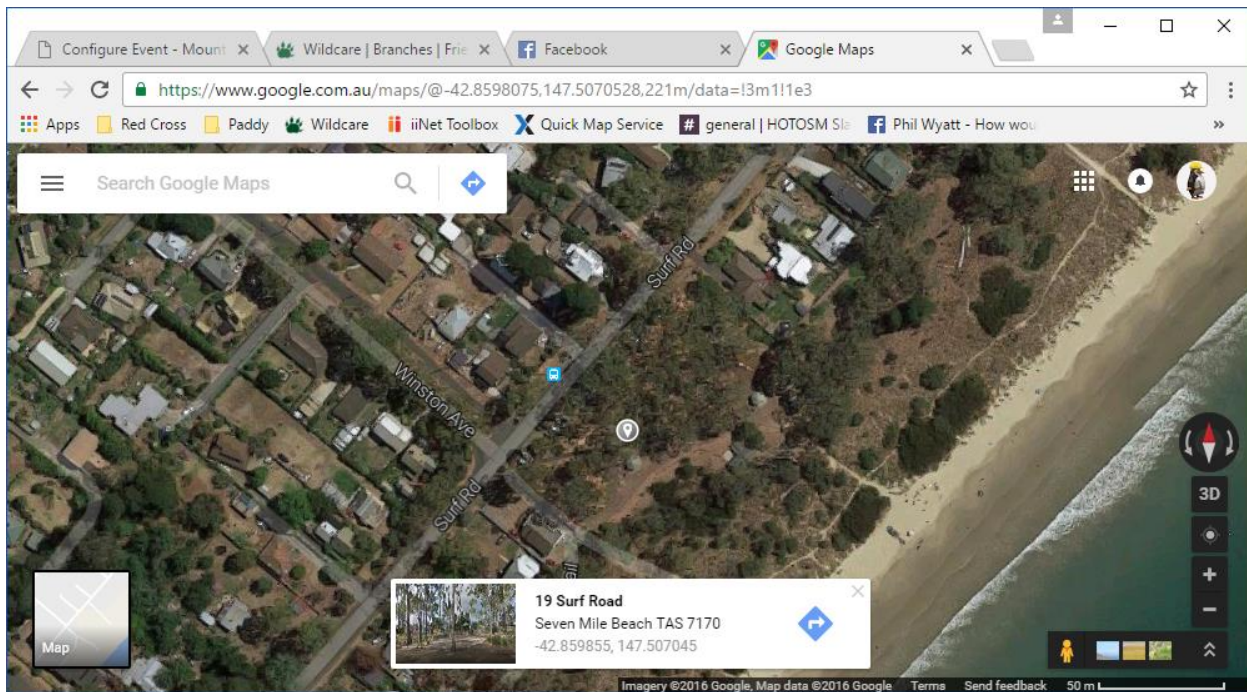 Configure Event - Mount
Wildcare | Branches | Frie
Facebook
Google Maps
https://www.google.com.au/maps/@-42.8598075,147.5070528,221m/data=!3m1!1e3
Apps Red Cross Paddy Wildcare iiNet Toolbox Quick Map Service general | HOTOSM Sla Phil Wyatt - How wou »
Search Google Maps
Surf Rd
Winston Ave
Surf Rd
ail
3D
19 Surf Road
Seven Mile Beach TAS 7170
-42.859855, 147.507045
Map
Imagery ©2016 Google, Map data ©2016 Google Terms Send feedback 50 m